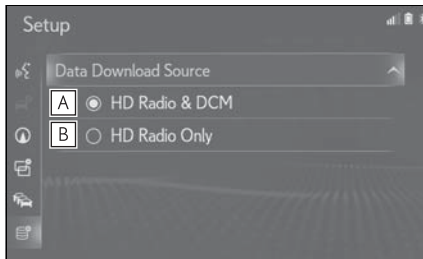 Setup
Data Download Source
A HD Radio & DCM
B HD Radio Only